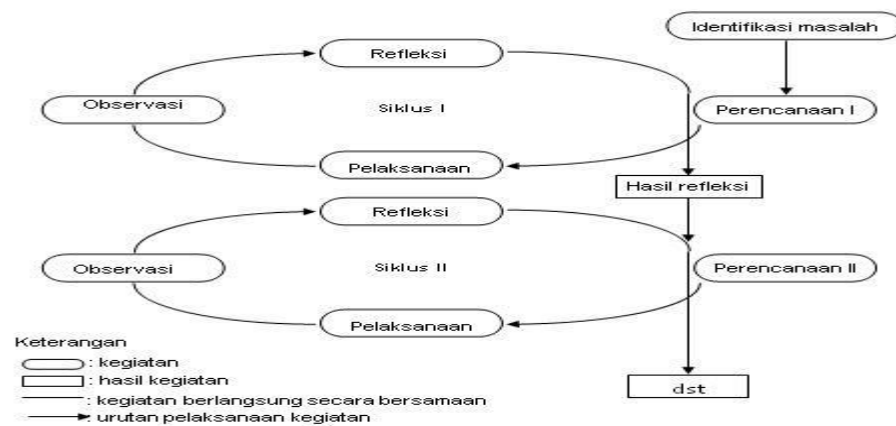 Identifikasi masalah
Refleksi
Observasi
Siklus I
Perencanaan I
Pelaksanaan
Hasil refleksi
Refleksi
Observasi
Siklus II
Perencanaan II
Pelaksanaan
Keterangan
: kegiatan
: hasil kegiatan
: kegiatan berlangsung secara bersamaan
: urutan pelaksanaan kegiatan
dst